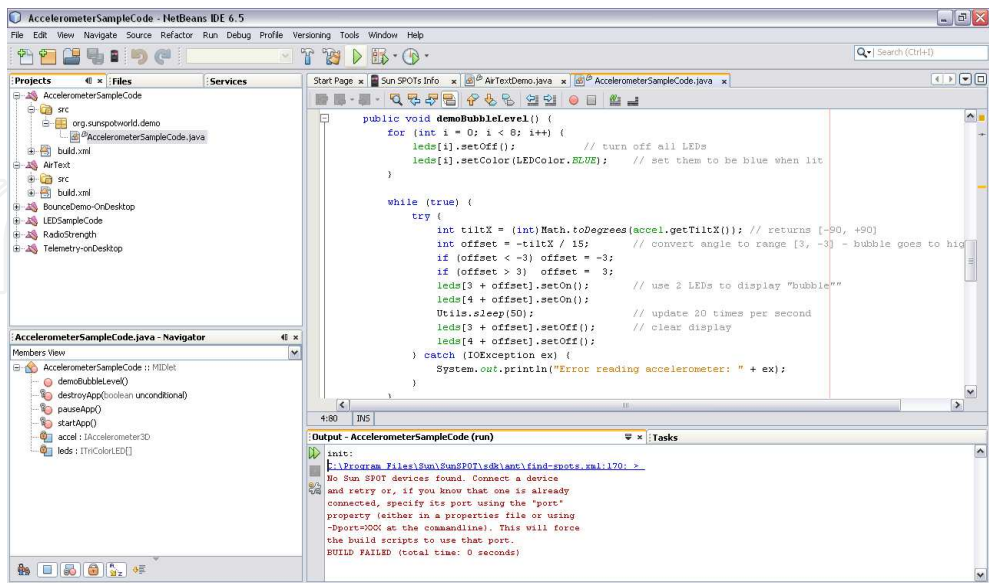 AccelerometerSampleCode - NetBeans IDE 6.5
File Edit View Navigate Source Refactor Run Debug Profile Versioning Tools Window Help
Search (Ctrl+I)
Projects Files Services
AccelerometerSampleCode
src
org.sunspotworld.demo
AccelerometerSampleCode.java
build.xml
AirText
src
build.xml
BounceDemo-OnDesktop
LEDSampleCode
RadioStrength
Telemetry-onDesktop
AccelerometerSampleCode.java - Navigator
Members View
AccelerometerSampleCode :: MIDlet
demoBubbleLevel()
destroyApp(boolean unconditional)
pauseApp()
startApp()
accel : IAccelerometer3D
leds : ITriColorLED[]
Start Page Sun SPOTs Info AirTextDemo.java AccelerometerSampleCode.java
public void demoBubbleLevel() {
for (int i = 0; i < 8; i++) {
leds[i].setOff(); // turn off all LEDs
leds[i].setColor(LEDColor.BLUE); // set them to be blue when lit
}
while (true) {
try {
int tiltX = (int)Math.toDegrees(accel.getTiltX()); // returns [-90, +90]
int offset = -tiltX / 15; // convert angle to range [3, -3] - bubble goes to hig
if (offset < -3) offset = -3;
if (offset > 3) offset = 3;
leds[3 + offset].setOn(); // use 2 LEDs to display "bubble""
leds[4 + offset].setOn();
Utils.sleep(50); // update 20 times per second
leds[3 + offset].setOff(); // clear display
leds[4 + offset].setOff();
} catch (IOException ex) {
System.out.println("Error reading accelerometer: " + ex);
}
}
4:80 INS
Output - AccelerometerSampleCode (run) Tasks
init:
C:\Program Files\Sun\SunSPOT\sdk\ant\find-spots.xml:170: >
No Sun SPOT devices found. Connect a device
and retry or, if you know that one is already
connected, specify its port using the "port"
property (either in a properties file or using
-Dport=XXX at the commandline). This will force
the build scripts to use that port.
BUILD FAILED (total time: 0 seconds)